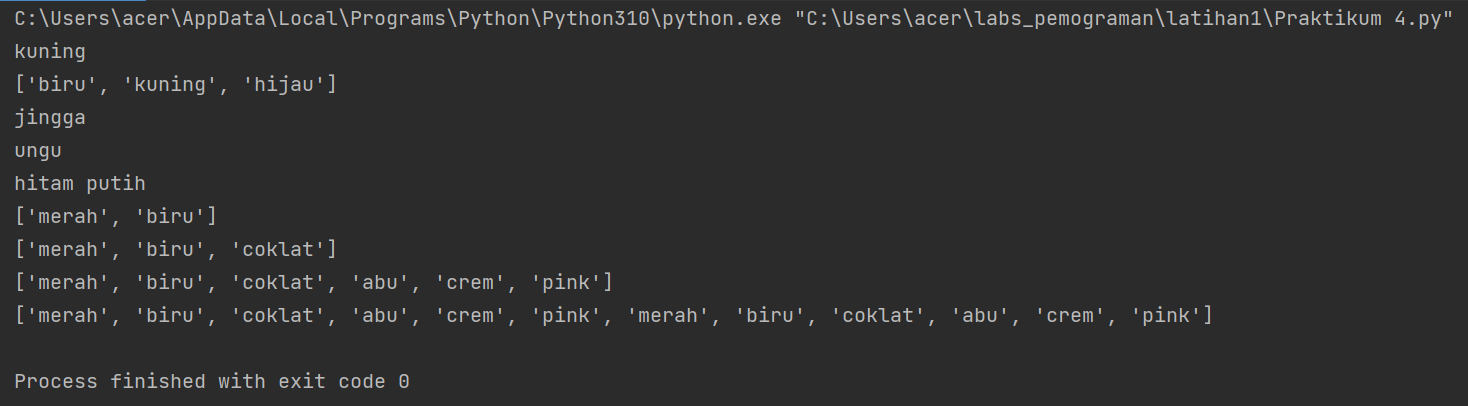 C:\Users\acer\AppData\Local\Programs\Python\Python310\python.exe "C:\Users\acer\labs_pemograman\latihan1\Praktikum 4.py"
kuning
['biru', 'kuning', 'hijau']
jingga
ungu
hitam putih
['merah', 'biru']
['merah', 'biru', 'coklat']
['merah', 'biru', 'coklat', 'abu', 'crem', 'pink']
['merah', 'biru', 'coklat', 'abu', 'crem', 'pink', 'merah', 'biru', 'coklat', 'abu', 'crem', 'pink']
Process finished with exit code 0